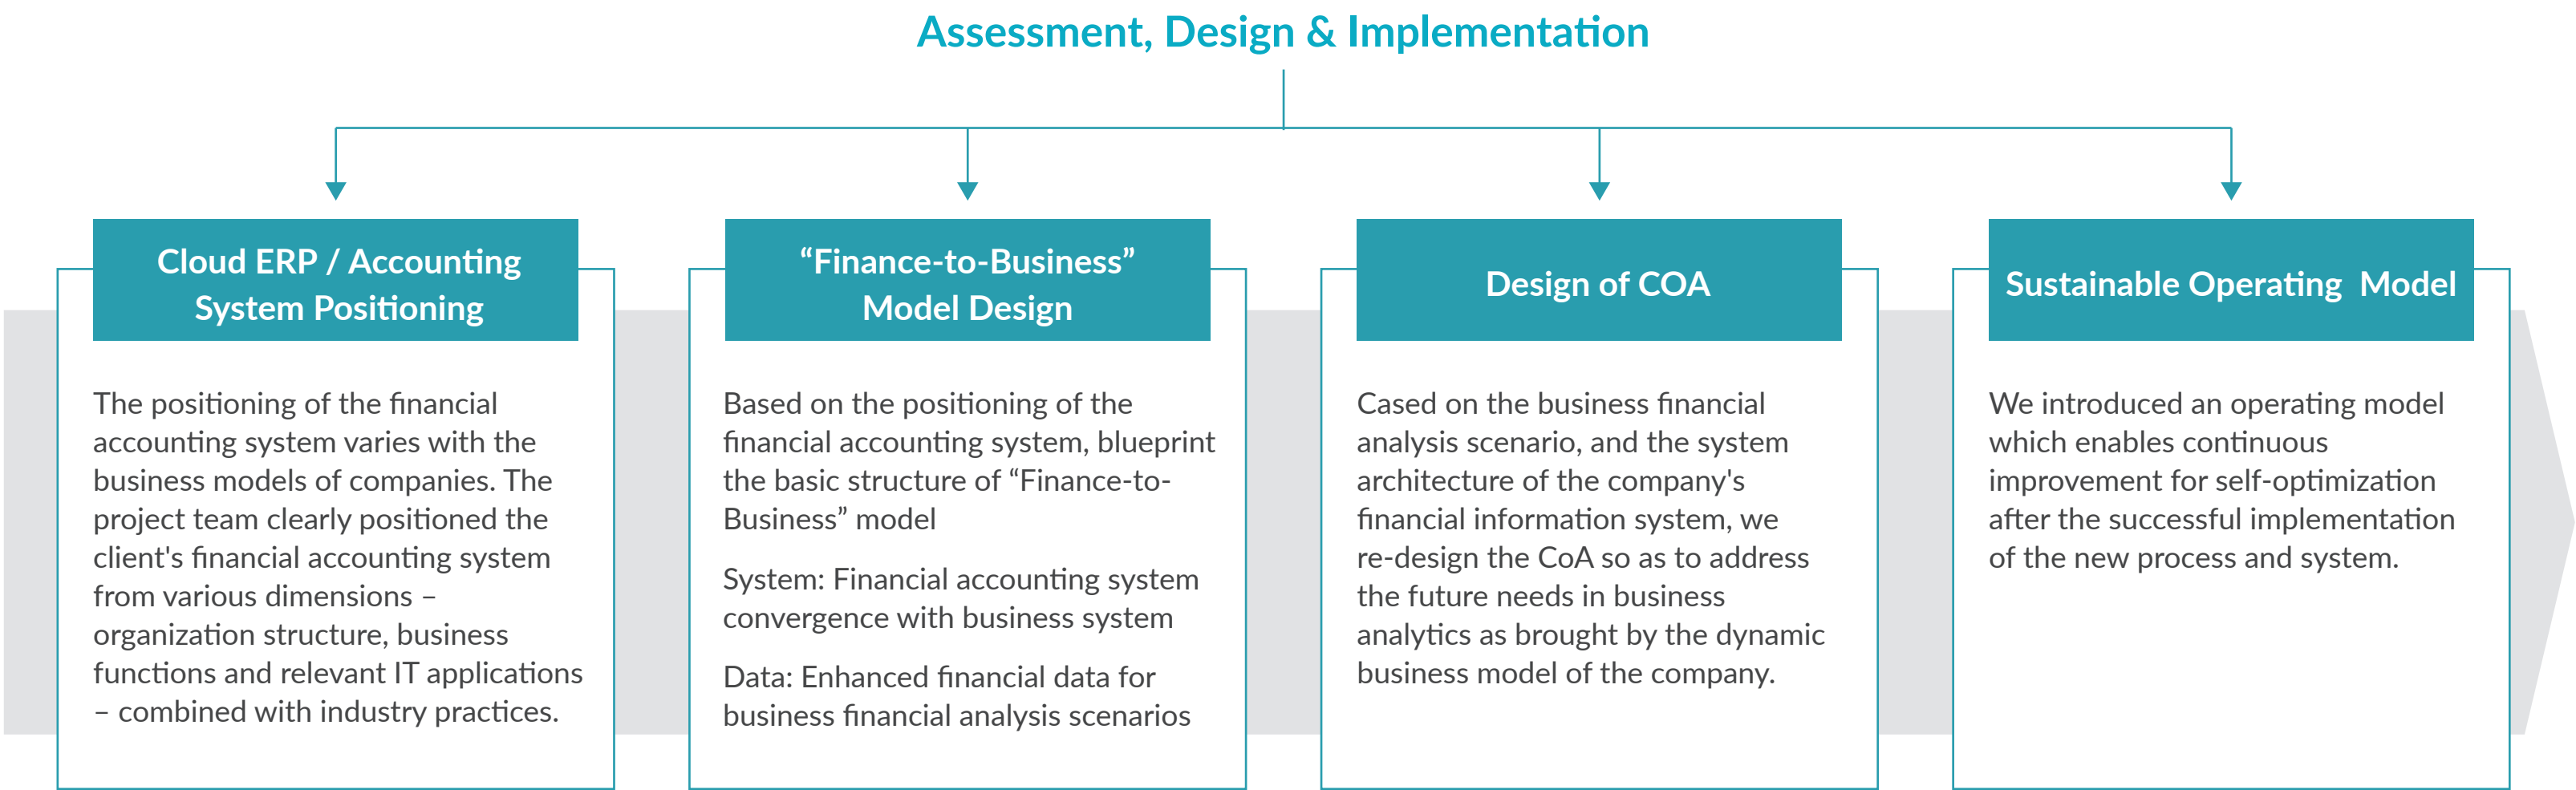 Assessment, Design & Implementation
Cloud ERP / Accounting
System Positioning
The positioning of the financial
accounting system varies with the
business models of companies. The
project team clearly positioned the
client's financial accounting system
from various dimensions –
organization structure, business
functions and relevant IT applications
– combined with industry practices.
“Finance-to-Business”
Model Design
Based on the positioning of the
financial accounting system, blueprint
the basic structure of “Finance-to-
Business” model
System: Financial accounting system
convergence with business system
Data: Enhanced financial data for
business financial analysis scenarios
Design of COA
Cased on the business financial
analysis scenario, and the system
architecture of the company's
financial information system, we
re-design the CoA so as to address
the future needs in business
analytics as brought by the dynamic
business model of the company.
Sustainable Operating  Model
We introduced an operating model
which enables continuous
improvement for self-optimization
after the successful implementation
of the new process and system.